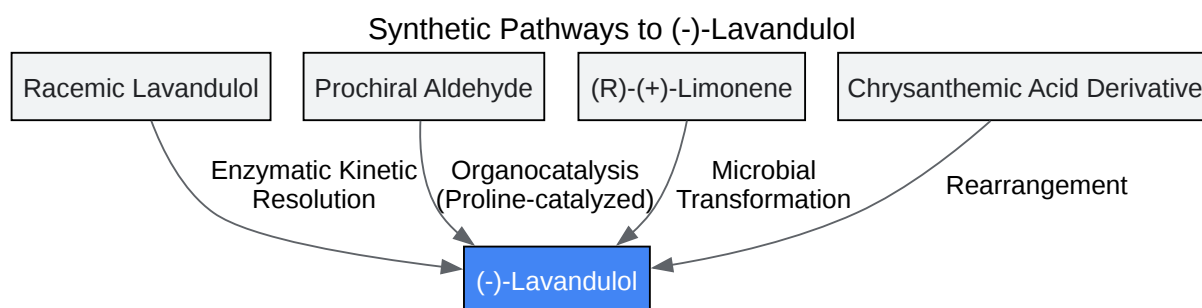 Synthetic Pathways to (-)-Lavandulol
Racemic Lavandulol
Prochiral Aldehyde
(R)-(+)-Limonene
Chrysanthemic Acid Derivative
Enzymatic Kinetic
Resolution
Organocatalysis
(Proline-catalyzed)
Microbial
Transformation
Rearrangement
(-)-Lavandulol